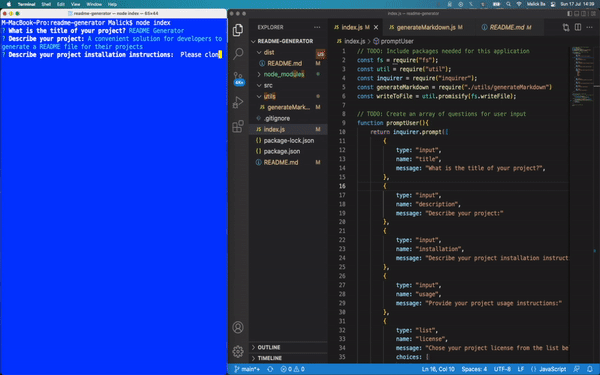 Terminal Shell Edit View Window Help
Malick Ba
Sun 17 Jul 14:39
readme-generator — node index — 65×44
M-MacBook-Pro:readme-generator Malick$ node index
? What is the title of your project? README Generator
? Describe your project: A convenient solution for developers to
generate a README file for their projects
? Describe your project installation instructions: Please clon
index.js — readme-generator
EXPLORER
README-GENERATOR
dist
README.md M
node_modules
src
utils
generateMark... M
.gitignore
index.js M
package-lock.json
package.json
README.md M
OUTLINE
TIMELINE
index.js M
generateMarkdown.js M
README.md M
index.js > promptUser
1 // TODO: Include packages needed for this application
2 const fs = require("fs");
3 const util = require("util");
4 const inquirer = require("inquirer");
5 const generateMarkdown = require("./utils/generateMarkdown")
6 const writeToFile = util.promisify(fs.writeFile);
7
8 // TODO: Create an array of questions for user input
9 function promptUser(){
10 return inquirer.prompt([
11 {
12 type: "input",
13 name: "title",
14 message: "What is the title of your project?",
15 },
16 {
17 type: "input",
18 name: "description",
19 message: "Describe your project:"
20 },
21 {
22 type: "input",
23 name: "installation",
24 message: "Describe your project installation instruct
25 },
26 {
27 type: "input",
28 name: "usage",
29 message: "Provide your project usage instructions:"
30 },
31 {
32 type: "list",
33 name: "license",
34 message: "Chose your project license from the list be
35 choices: [
main*+
0 0
Ln 16, Col 10
Spaces: 4
UTF-8
LF
{} JavaScript